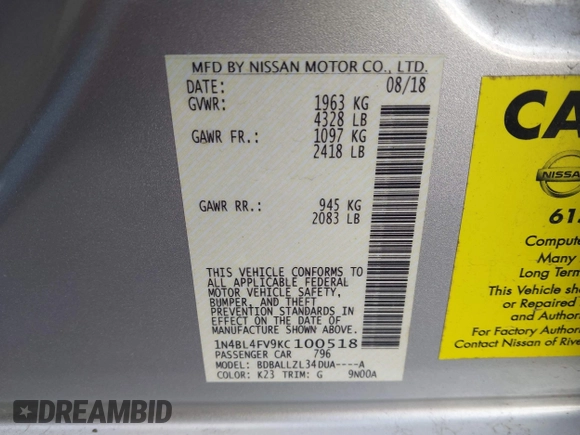 MFD BY NISSAN MOTOR CO., LTD.
DATE: 08/18
GVWR: 1963 KG
4328 LB
GAWR FR.: 1097 KG
2418 LB
GAWR RR.: 945 KG
2083 LB
THIS VEHICLE CONFORMS TO
ALL APPLICABLE FEDERAL
MOTOR VEHICLE SAFETY,
BUMPER, AND THEFT
PREVENTION STANDARDS IN
EFFECT ON THE DATE OF
MANUFACTURE SHOWN ABOVE.
1N4BL4FV9KC100518
PASSENGER CAR 796
MODEL: BDBALLZL34DUA----A
COLOR: K23 TRIM: G 9N00A
CA
NISSAN
61
Compute
Many
Long Term
This Vehicle sh
or Repaired
and Authori
For Factory Authori
Contact Nissan of Rive
DREAMBID